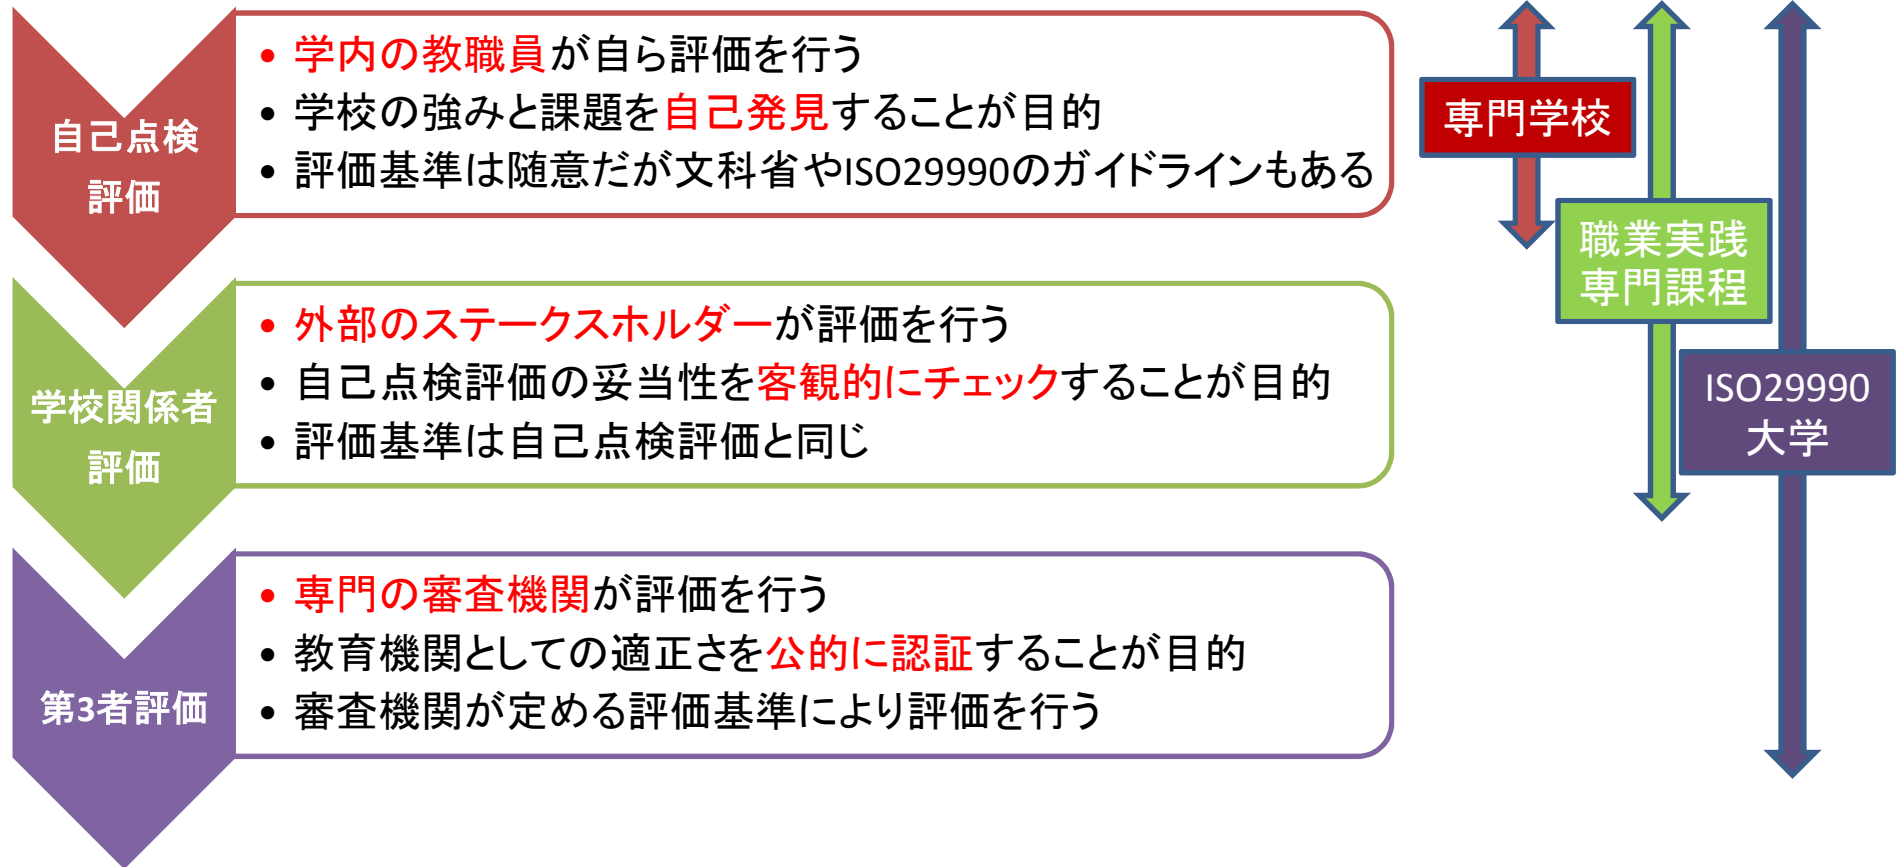 自己点検
評価
• 学内の教職員が自ら評価を行う
• 学校の強みと課題を自己発見することが目的
• 評価基準は随意だが文科省やISO29990のガイドラインもある
学校関係者
評価
• 外部のステークスホルダーが評価を行う
• 自己点検評価の妥当性を客観的にチェックすることが目的
• 評価基準は自己点検評価と同じ
第3者評価
• 専門の審査機関が評価を行う
• 教育機関としての適正さを公的に認証することが目的
• 審査機関が定める評価基準により評価を行う
専門学校
職業実践
専門課程
ISO29990
大学